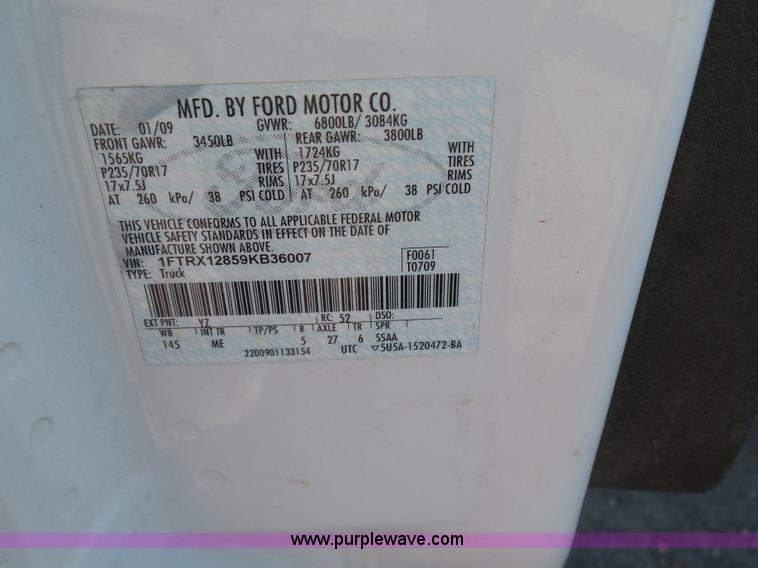 MFD. BY FORD MOTOR CO.
DATE: 01/09 GVWR: 6800LB/ 3084KG
FRONT GAWR: 3450LB REAR GAWR: 3800LB
1565KG WITH 1724KG WITH
P235/70R17 TIRES P235/70R17 TIRES
17x7.5J RIMS 17x7.5J RIMS
AT 260 kPa/ 38 PSI COLD AT 260 kPa/ 38 PSI COLD
THIS VEHICLE CONFORMS TO ALL APPLICABLE FEDERAL MOTOR
VEHICLE SAFETY STANDARDS IN EFFECT ON THE DATE OF
MANUFACTURE SHOWN ABOVE.
VIN: 1FTRX12859KB36007 F0061
TYPE: Truck T0709
EXT PNT: YZ RC: 52 DSO:
WB INT TR TP/PS R AXLE TR SPR
145 ME 5 27 6 SSAA
2200901133154 UTC ▽5U5A-1520472-BA
www.purplewave.com